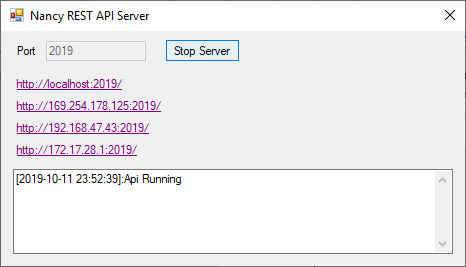 Nancy REST API Server
Port 2019 Stop Server
http://localhost:2019/
http://169.254.178.125:2019/
http://192.168.47.43:2019/
http://172.17.28.1:2019/
[2019-10-11 23:52:39]:Api Running